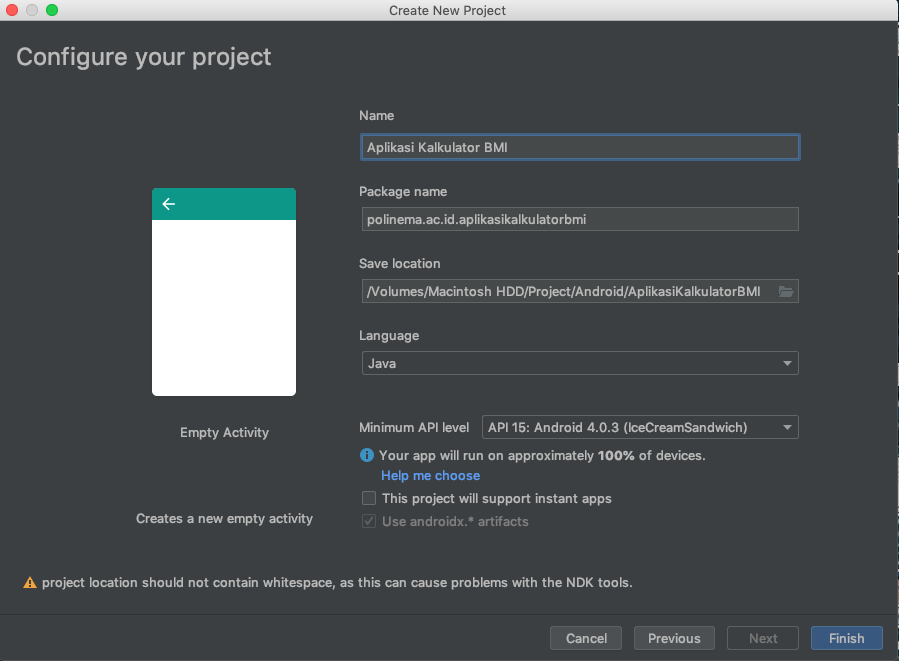 Create New Project
Configure your project
Name
Aplikasi Kalkulator BMI
Package name
polinema.ac.id.aplikasikalkulatorbmi
Save location
/Volumes/Macintosh HDD/Project/Android/AplikasiKalkulatorBMI
Language
Java
Empty Activity
Minimum API level API 15: Android 4.0.3 (IceCreamSandwich)
Your app will run on approximately 100% of devices.
Help me choose
This project will support instant apps
Creates a new empty activity
Use androidx.* artifacts
project location should not contain whitespace, as this can cause problems with the NDK tools.
Cancel Previous Next Finish